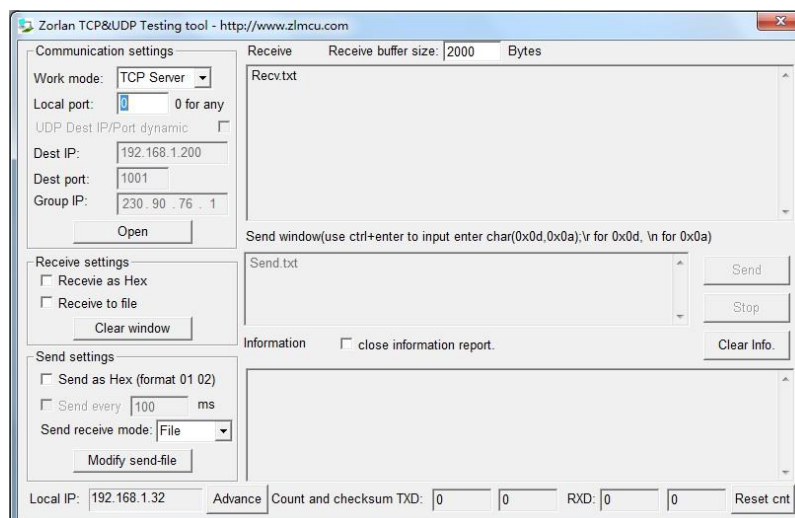 Zorlan TCP&UDP Testing tool - http://www.zlmcu.com
Communication settings
Work mode: TCP Server
Local port: 0 0 for any
UDP Dest IP/Port dynamic
Dest IP: 192.168.1.200
Dest port: 1001
Group IP: 230 . 90 . 76 . 1
Open
Receive settings
Recevie as Hex
Receive to file
Clear window
Send settings
Send as Hex (format 01 02)
Send every 100 ms
Send receive mode: File
Modify send-file
Receive Receive buffer size: 2000 Bytes
Recv.txt
Send window(use ctrl+enter to input enter char(0x0d,0x0a);\r for 0x0d, \n for 0x0a)
Send.txt
Send
Stop
Information close information report. Clear Info.
Local IP: 192.168.1.32 Advance Count and checksum TXD: 0 0 RXD: 0 0 Reset cnt